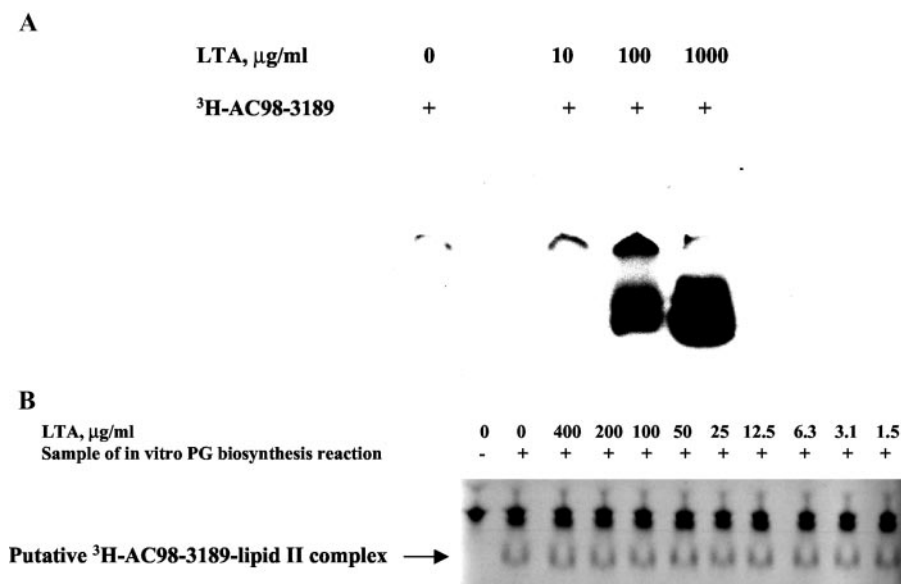 A
LTA, μg/ml 0 10 100 1000
³H-AC98-3189 + + + +
B
LTA, μg/ml 0 0 400 200 100 50 25 12.5 6.3 3.1 1.5
Sample of in vitro PG biosynthesis reaction - + + + + + + + + + +
Putative ³H-AC98-3189-lipid II complex